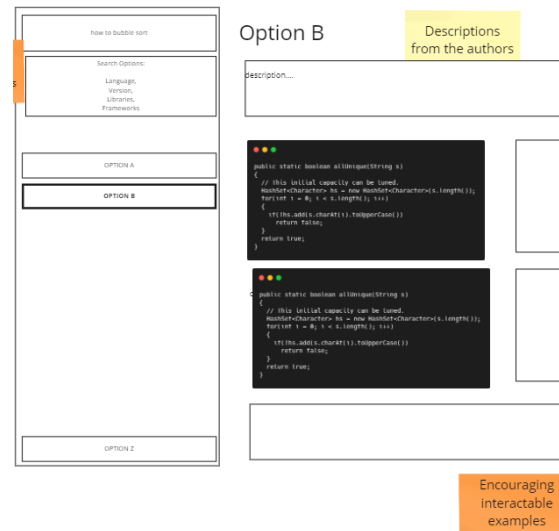 how to bubble sort
Search Options:
Language,
Version,
Libraries,
Frameworks
s
OPTION A
OPTION B
OPTION Z
Option B
Descriptions
from the authors
description....
public static boolean allUnique(String s)
{
// This initial capacity can be tuned.
HashSet<Character> hs = new HashSet<Character>(s.length());
for(int i = 0; i < s.length(); i++)
{
if(!hs.add(s.charAt(i).toUpperCase())
return false;
}
return true;
}
public static boolean allUnique(String s)
{
// This initial capacity can be tuned.
HashSet<Character> hs = new HashSet<Character>(s.length());
for(int i = 0; i < s.length(); i++)
{
if(!hs.add(s.charAt(i).toUpperCase())
return false;
}
return true;
}
Encouraging
interactable
examples